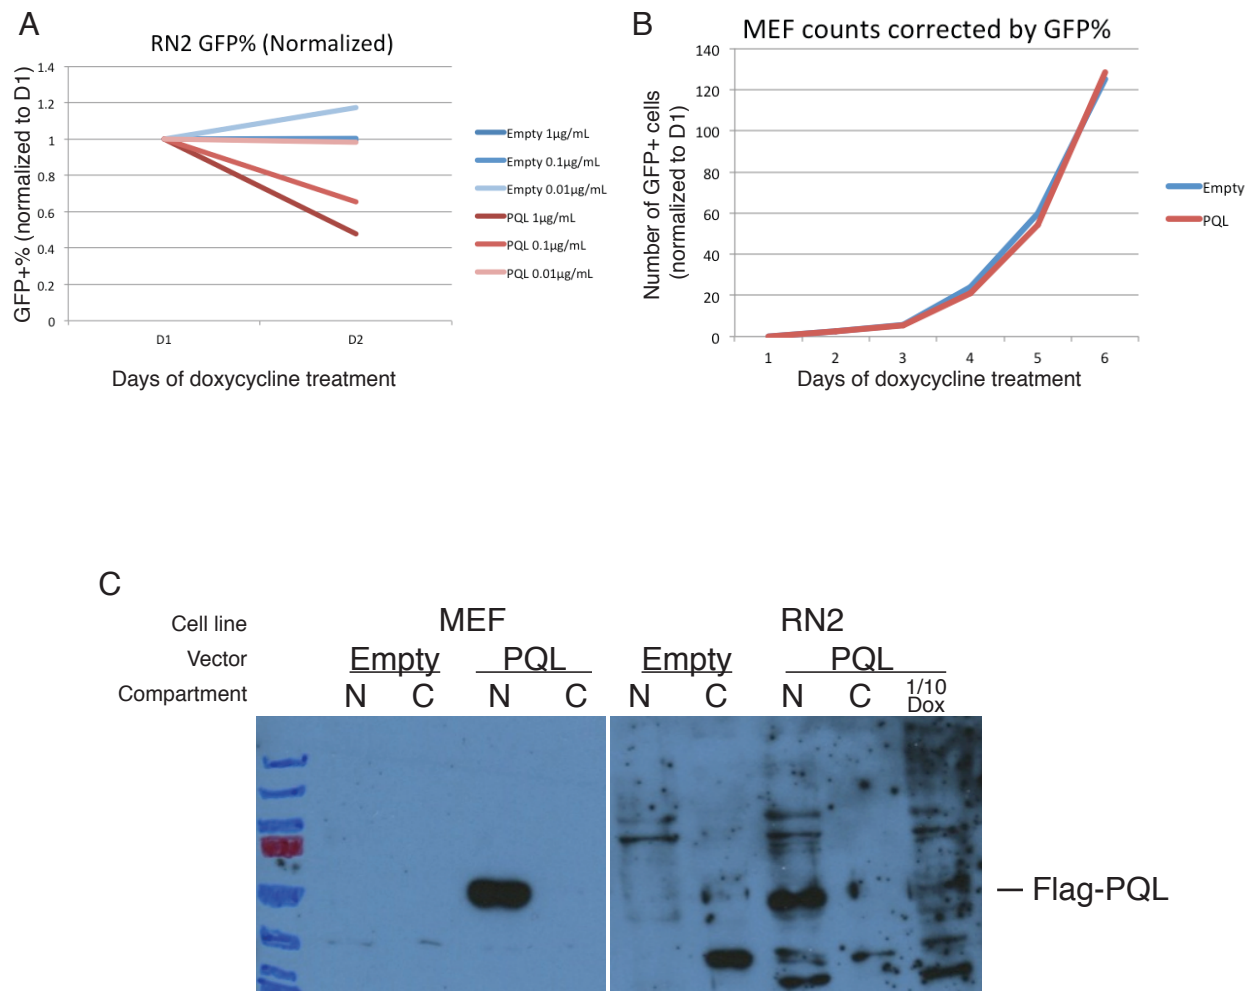 A
RN2 GFP% (Normalized)
GFP+% (normalized to D1)
1.4
1.2
1
0.8
0.6
0.4
0.2
0
D1 D2
Days of doxycycline treatment
Empty 1µg/mL
Empty 0.1µg/mL
Empty 0.01µg/mL
PQL 1µg/mL
PQL 0.1µg/mL
PQL 0.01µg/mL
B
MEF counts corrected by GFP%
Number of GFP+ cells
(normalized to D1)
140
120
100
80
60
40
20
0
1 2 3 4 5 6
Days of doxycycline treatment
Empty
PQL
C
Cell line MEF RN2
Vector Empty PQL Empty PQL
Compartment N C N C N C N C 1/10
Dox
Flag-PQL